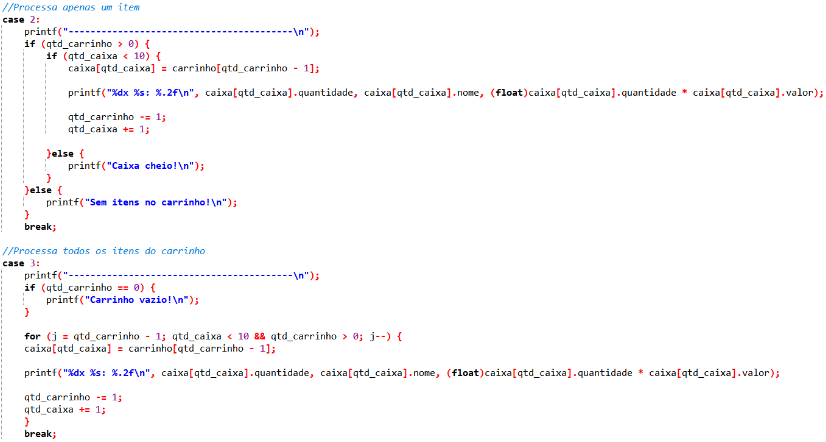 //Processa apenas um item
case 2:
    printf("----------------------------------------\n");
    if (qtd_carrinho > 0) {
        if (qtd_caixa < 10) {
            caixa[qtd_caixa] = carrinho[qtd_carrinho - 1];
            printf("%dx %s: %.2f\n", caixa[qtd_caixa].quantidade, caixa[qtd_caixa].nome, (float)caixa[qtd_caixa].quantidade * caixa[qtd_caixa].valor);
            qtd_carrinho -= 1;
            qtd_caixa += 1;
        }else {
            printf("Caixa cheio!\n");
        }
    }else {
        printf("Sem itens no carrinho!\n");
    }
    break;
//Processa todos os itens do carrinho
case 3:
    printf("----------------------------------------\n");
    if (qtd_carrinho == 0) {
        printf("Carrinho vazio!\n");
    }
    for (j = qtd_carrinho - 1; qtd_caixa < 10 && qtd_carrinho > 0; j--) {
    caixa[qtd_caixa] = carrinho[qtd_carrinho - 1];
    printf("%dx %s: %.2f\n", caixa[qtd_caixa].quantidade, caixa[qtd_caixa].nome, (float)caixa[qtd_caixa].quantidade * caixa[qtd_caixa].valor);
    qtd_carrinho -= 1;
    qtd_caixa += 1;
    }
    break;